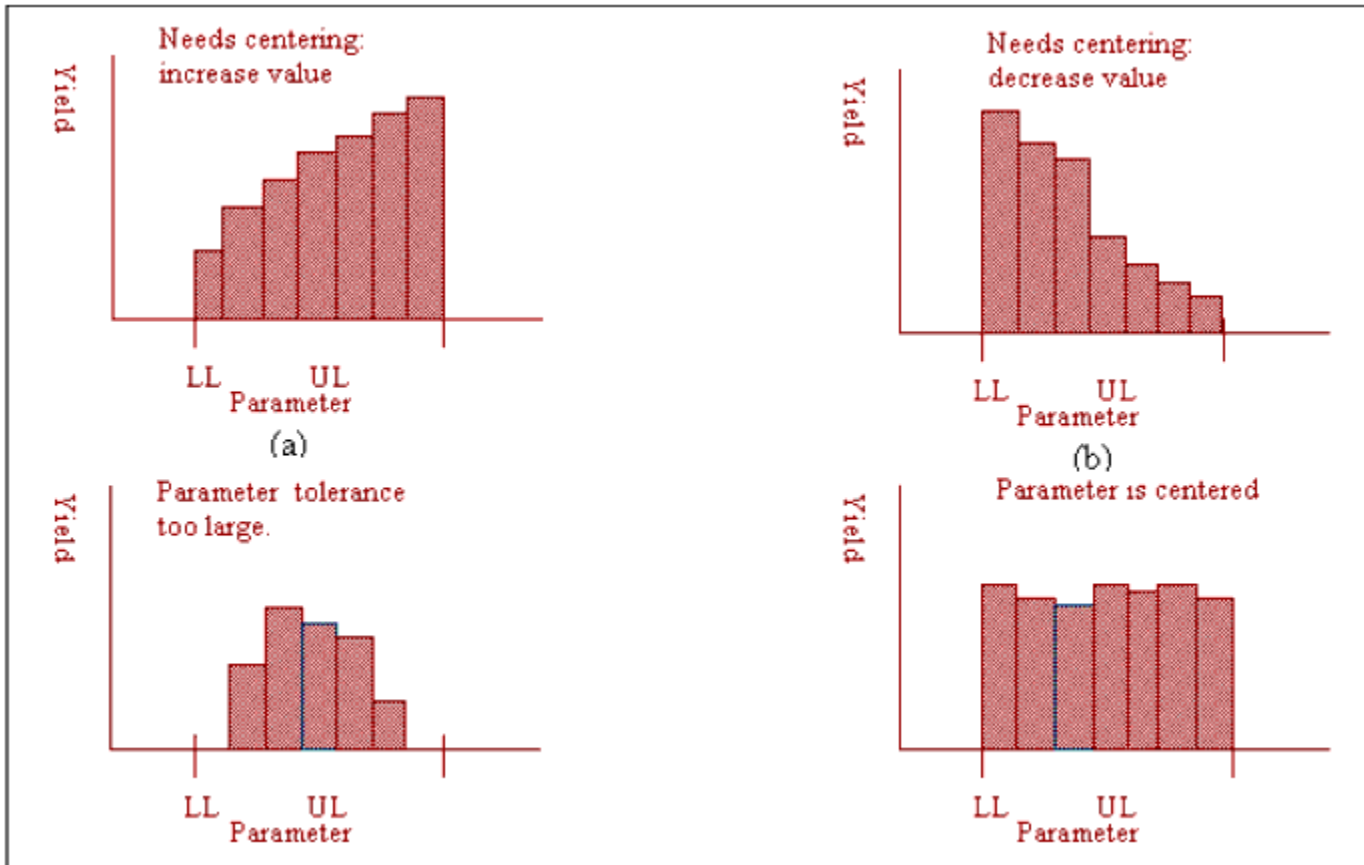 Needs centering:
increase value
Yield
LL UL
Parameter
(a)
Needs centering:
decrease value
Yield
LL UL
Parameter
(b)
Parameter tolerance
too large.
Yield
LL UL
Parameter
Parameter is centered
Yield
LL UL
Parameter